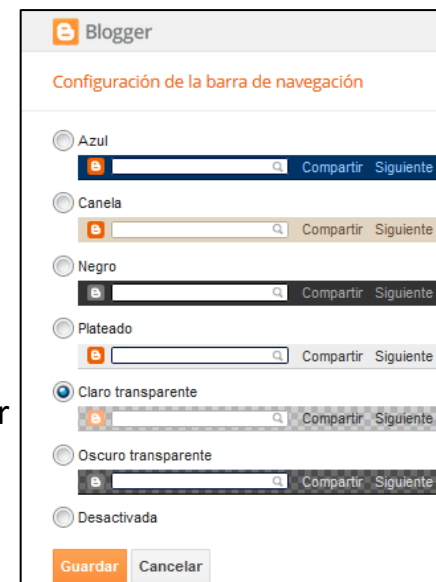 Blogger
Configuración de la barra de navegación
Azul
Compartir Siguiente
Canela
Compartir Siguiente
Negro
Compartir Siguiente
Plateado
Compartir Siguiente
Claro transparente
r
Compartir Siguiente
Oscuro transparente
Compartir Siguiente
Desactivada
Guardar Cancelar